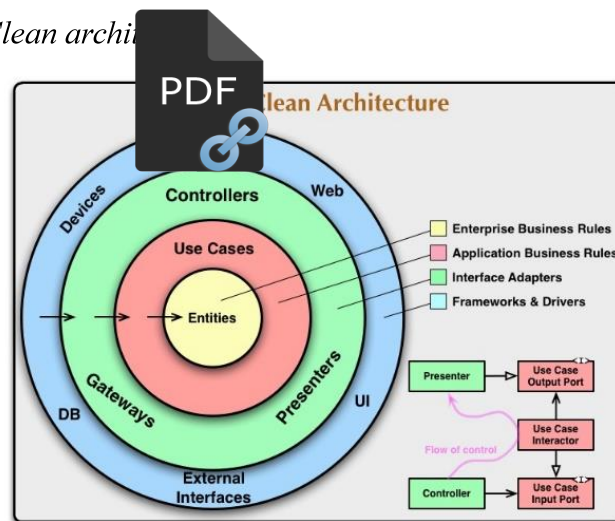 lean archi
PDF
lean Architecture
Devices
Controllers
Web
Use Cases
Entities
Gateways
Presenters
DB
UI
External
Interfaces
Enterprise Business Rules
Application Business Rules
Interface Adapters
Frameworks & Drivers
Presenter
Use Case
Output Port
Flow of control
Use Case
Interactor
Controller
Use Case
Input Port